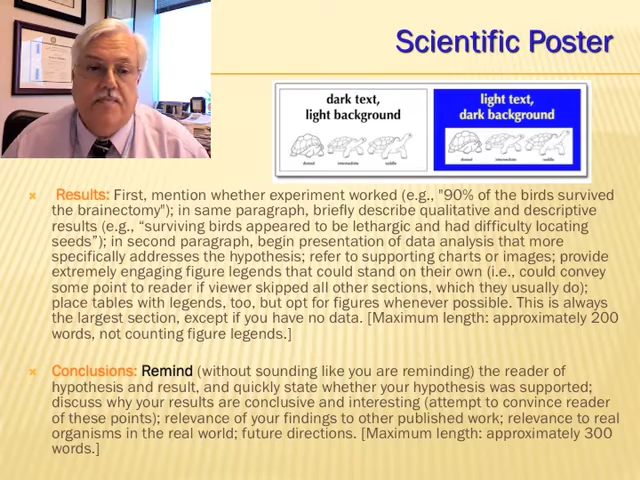 Scientific Poster
dark text,
light background
light text,
dark background
domed intermediate saddle
domed intermediate saddle
Results: First, mention whether experiment worked (e.g., "90% of the birds survived
the brainectomy"); in same paragraph, briefly describe qualitative and descriptive
results (e.g., “surviving birds appeared to be lethargic and had difficulty locating
seeds”); in second paragraph, begin presentation of data analysis that more
specifically addresses the hypothesis; refer to supporting charts or images; provide
extremely engaging figure legends that could stand on their own (i.e., could convey
some point to reader if viewer skipped all other sections, which they usually do);
place tables with legends, too, but opt for figures whenever possible. This is always
the largest section, except if you have no data. [Maximum length: approximately 200
words, not counting figure legends.]
Conclusions: Remind (without sounding like you are reminding) the reader of
hypothesis and result, and quickly state whether your hypothesis was supported;
discuss why your results are conclusive and interesting (attempt to convince reader
of these points); relevance of your findings to other published work; relevance to real
organisms in the real world; future directions. [Maximum length: approximately 300
words.]